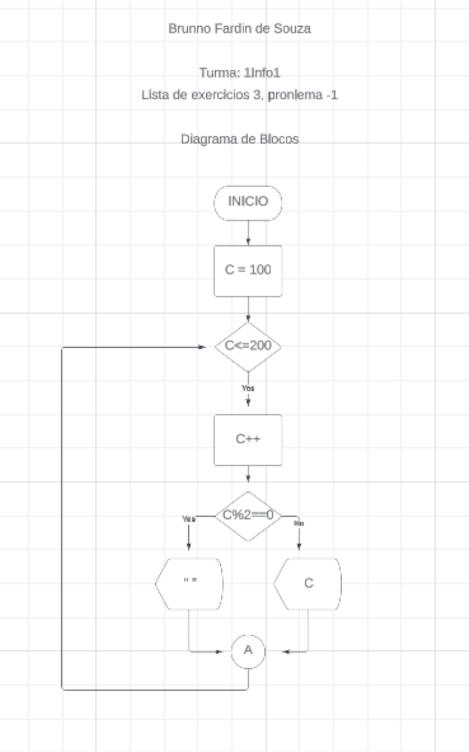 Brunno Fardin de Souza
Turma: 1Info1
Lista de exercicios 3, pronlema -1
Diagrama de Blocos
INICIO
C = 100
C<=200
Yes
C++
C%2==0
Yes
No
" "
C
A